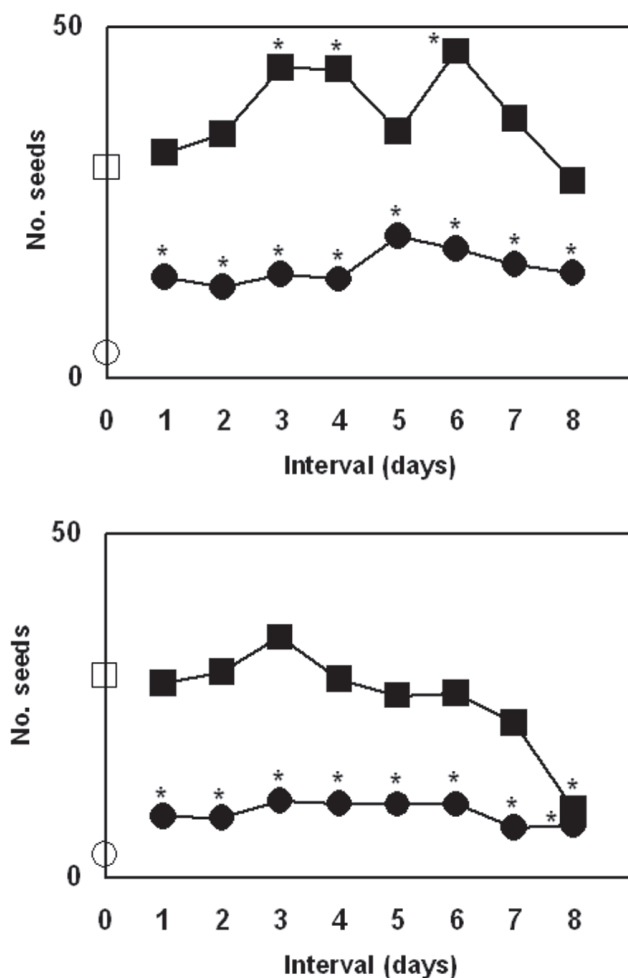 50
No. seeds
0
* * *
* * * * * * * *
0 1 2 3 4 5 6 7 8
Interval (days)
50
No. seeds
0
* * * * * * * * *
0 1 2 3 4 5 6 7 8
Interval (days)